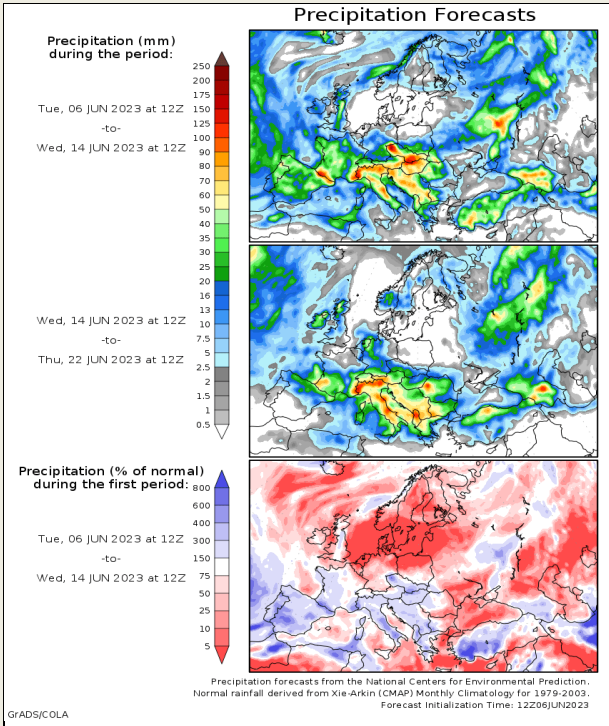 Precipitation Forecasts
Precipitation (mm)
during the period:
250
200
175
150
125
100
90
80
70
60
50
40
35
30
25
20
16
13
10
7.5
5
2.5
2
1.5
1
0.5
Tue, 06 JUN 2023 at 12Z
-to-
Wed, 14 JUN 2023 at 12Z
Wed, 14 JUN 2023 at 12Z
-to-
Thu, 22 JUN 2023 at 12Z
Precipitation (% of normal)
during the first period:
800
600
400
300
150
75
50
25
10
5
Tue, 06 JUN 2023 at 12Z
-to-
Wed, 14 JUN 2023 at 12Z
Precipitation forecasts from the National Centers for Environmental Prediction.
Normal rainfall derived from Xie-Arkin (CMAP) Monthly Climatology for 1979-2003.
Forecast Initialization Time: 12Z06JUN2023
GrADS/COLA